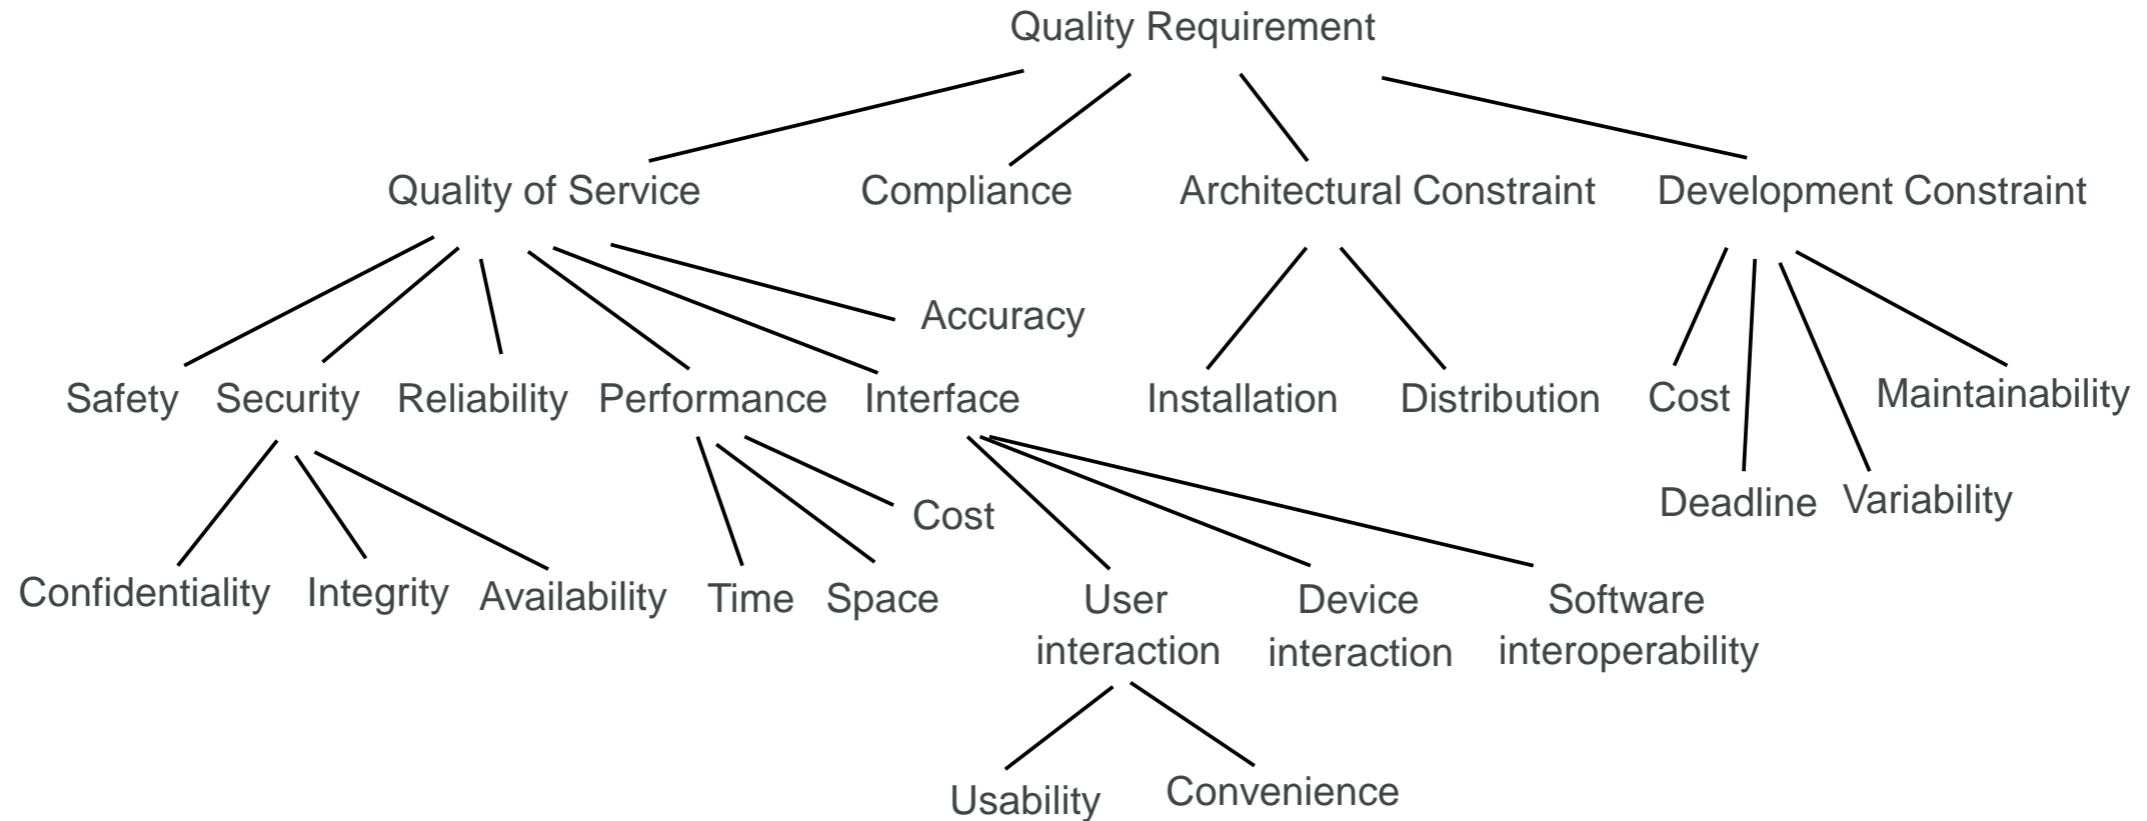 Quality Requirement
Quality of Service
Compliance
Architectural Constraint
Development Constraint
Accuracy
Safety
Security
Reliability
Performance
Interface
Installation
Distribution
Cost
Maintainability
Cost
Deadline
Variability
Confidentiality
Integrity
Availability
Time
Space
User
interaction
Device
interaction
Software
interoperability
Usability
Convenience